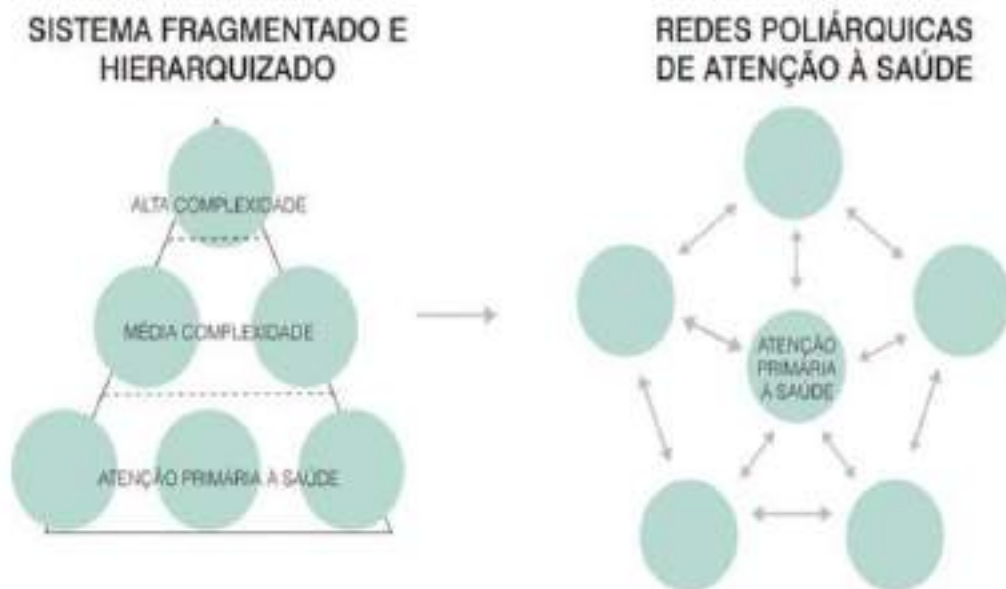 SISTEMA FRAGMENTADO E
HIERARQUIZADO
ALTA COMPLEXIDADE
MÉDIA COMPLEXIDADE
ATENÇÃO PRIMÁRIA À SAÚDE
REDES POLIÁRQUICAS
DE ATENÇÃO À SAÚDE
ATENÇÃO
PRIMÁRIA
À SAÚDE